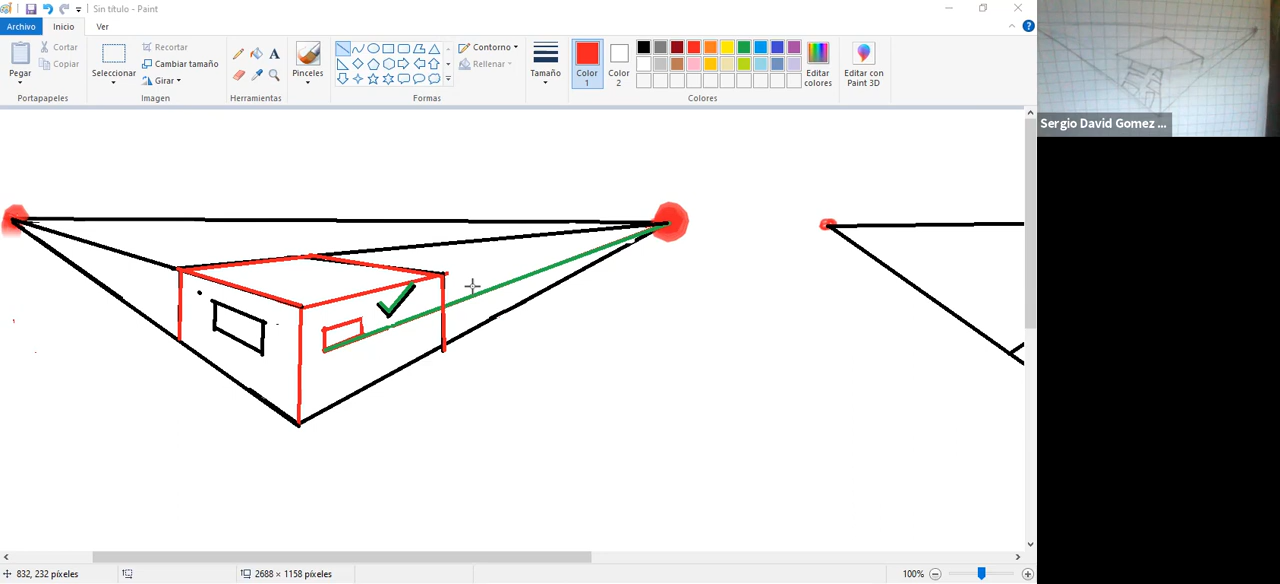 Sin título - Paint
Archivo Inicio Ver
Pegar
Cortar
Copiar
Portapapeles
Seleccionar
Recortar
Cambiar tamaño
Girar
Imagen
A
Herramientas
Pinceles
Contorno
Rellenar
Formas
Tamaño
Color 1
Color 2
Editar colores
Colores
Editar con Paint 3D
Sergio David Gomez ...
832, 232 píxeles
2688 × 1158 píxeles
100%